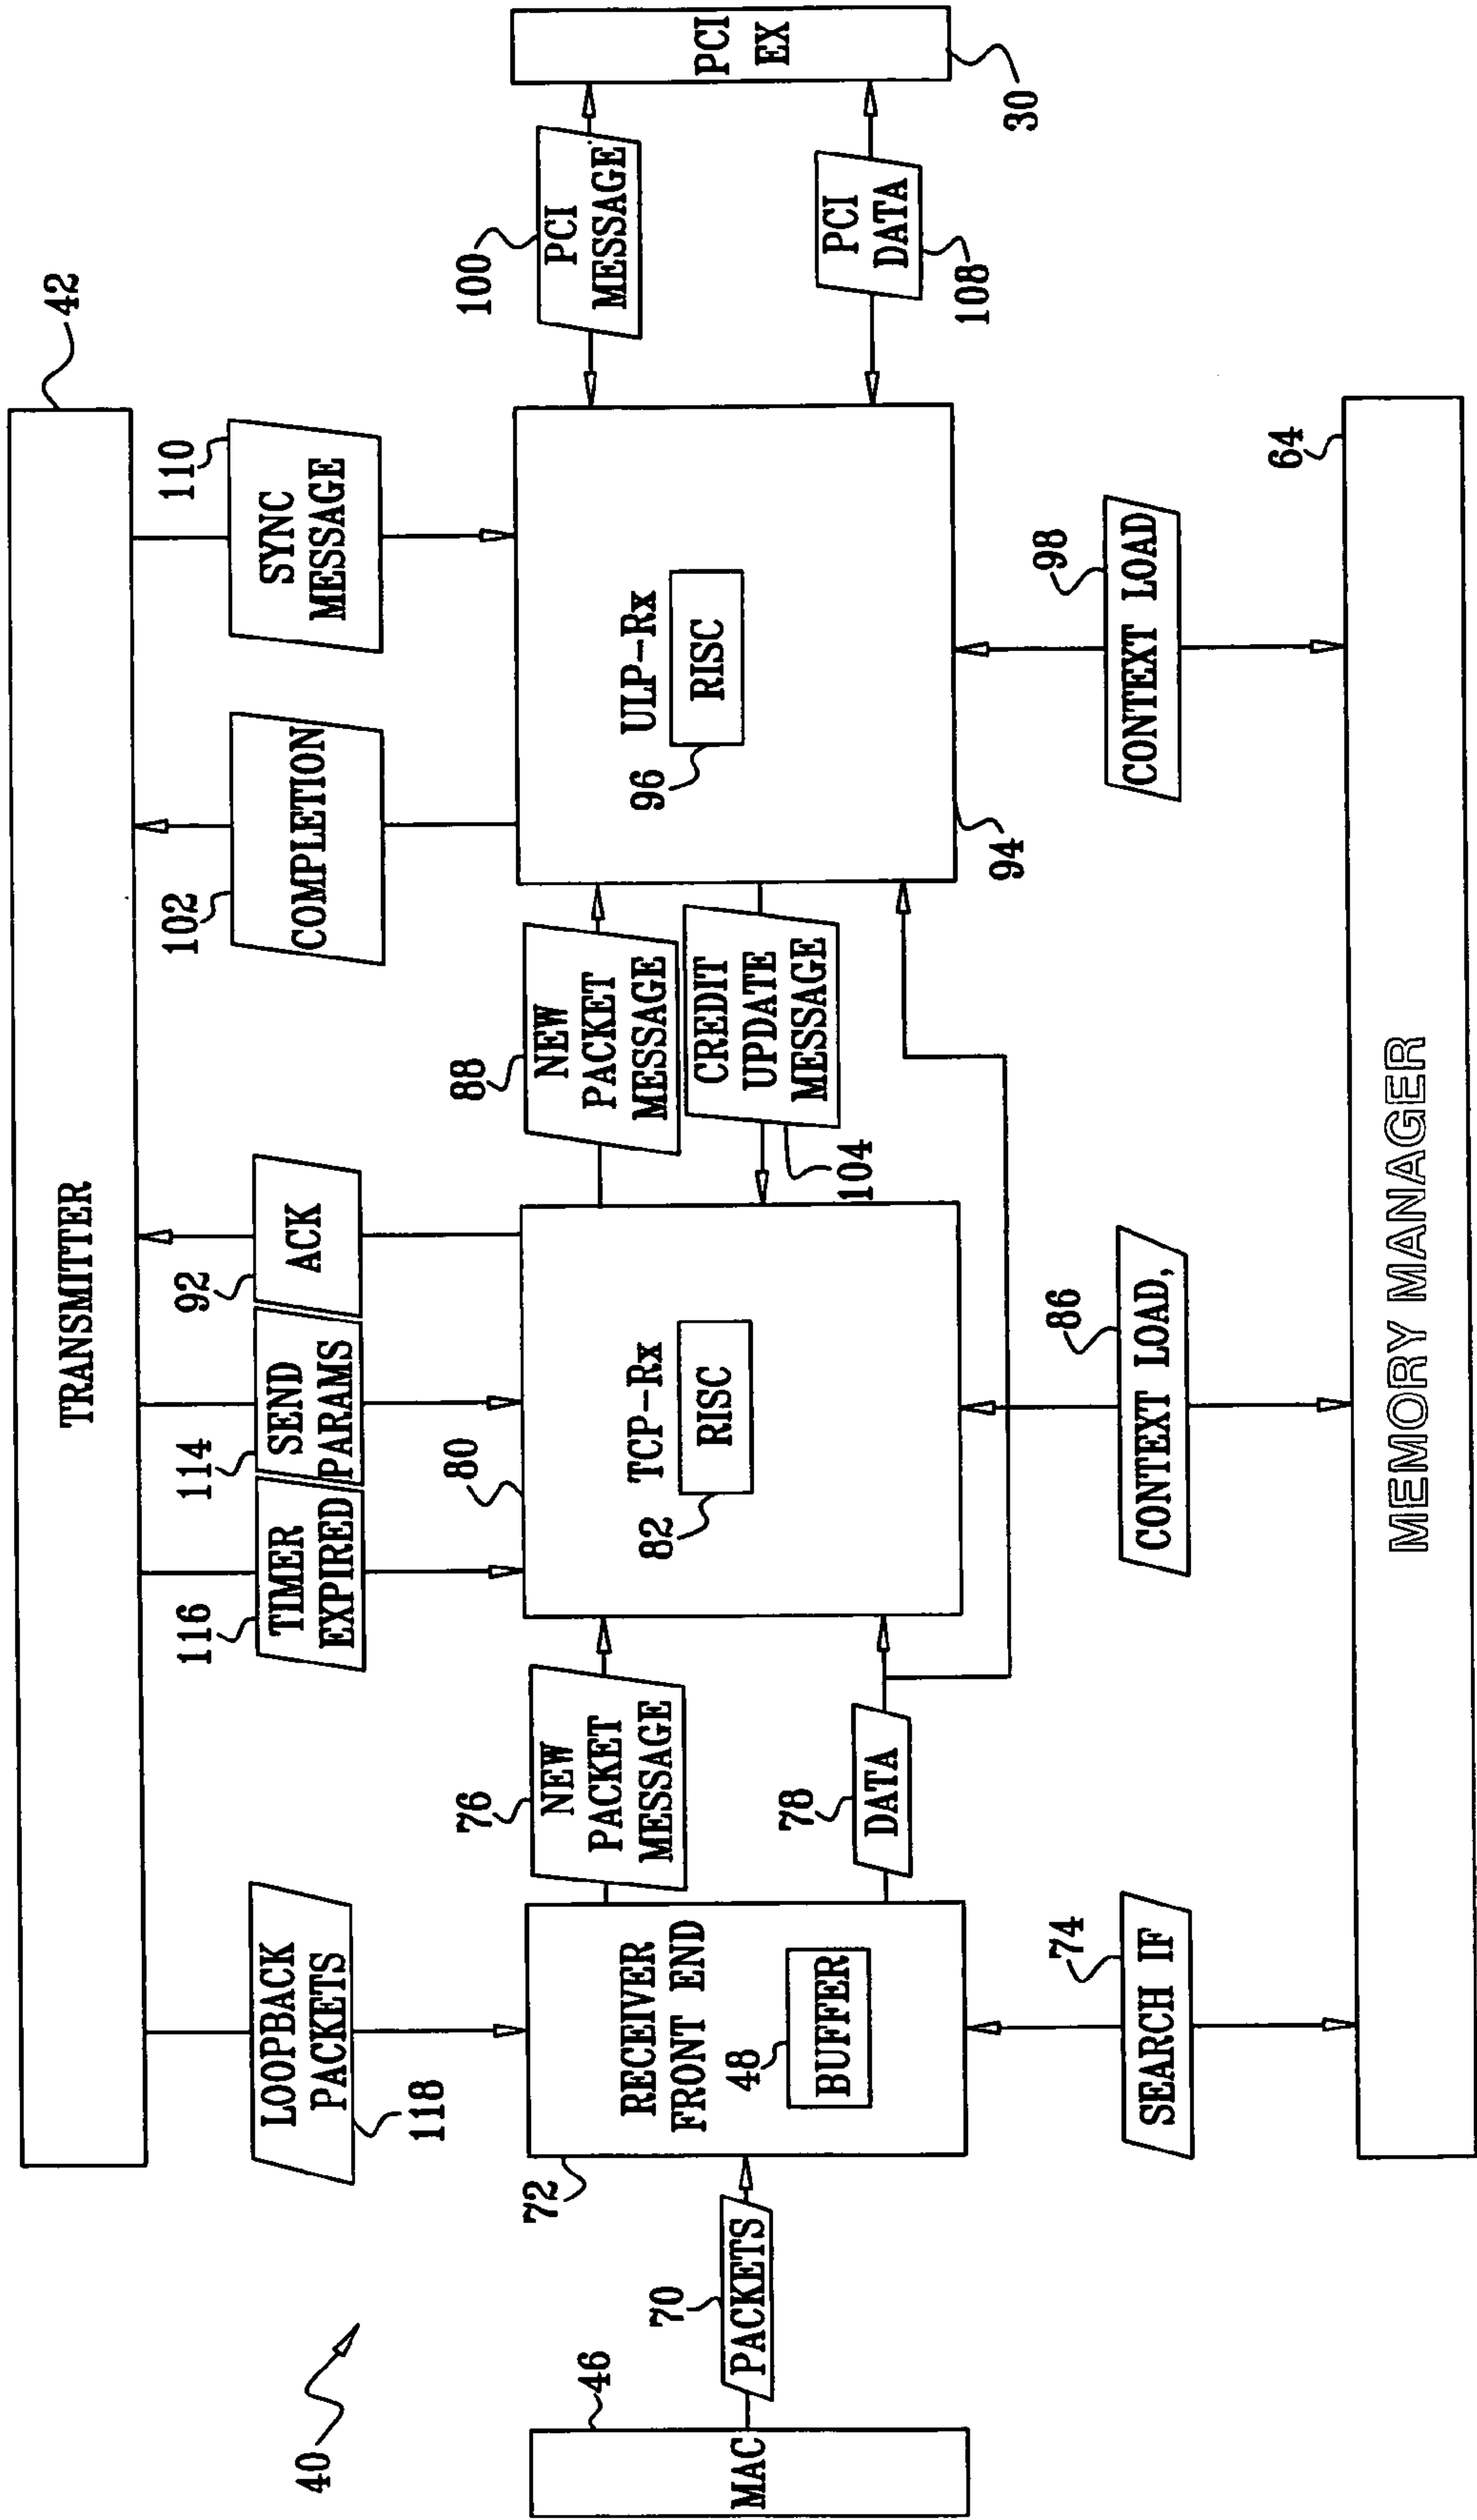 40
42
TRANSMITTER
118
LOOPBACK
PACKETS
116
TIMER
EXPIRED
114
SEND
PARAMS
92
ACK
102
COMPLETION
110
SYNC
MESSAGE
46
MAC
70
PACKETS
72
RECEIVER
FRONT END
48
BUFFER
76
NEW
PACKET
MESSAGE
78
DATA
80
TCP-Rx
82
RISC
88
NEW
PACKET
MESSAGE
CREDIT
UPDATE
MESSAGE
104
ULP-Rx
96
RISC
94
100
PCI
MESSAGE
PCI
DATA
108
PCI
EX
30
74
SEARCH IF
86
CONTEXT LOAD,
98
CONTEXT LOAD
64
MEMORY MANAGER